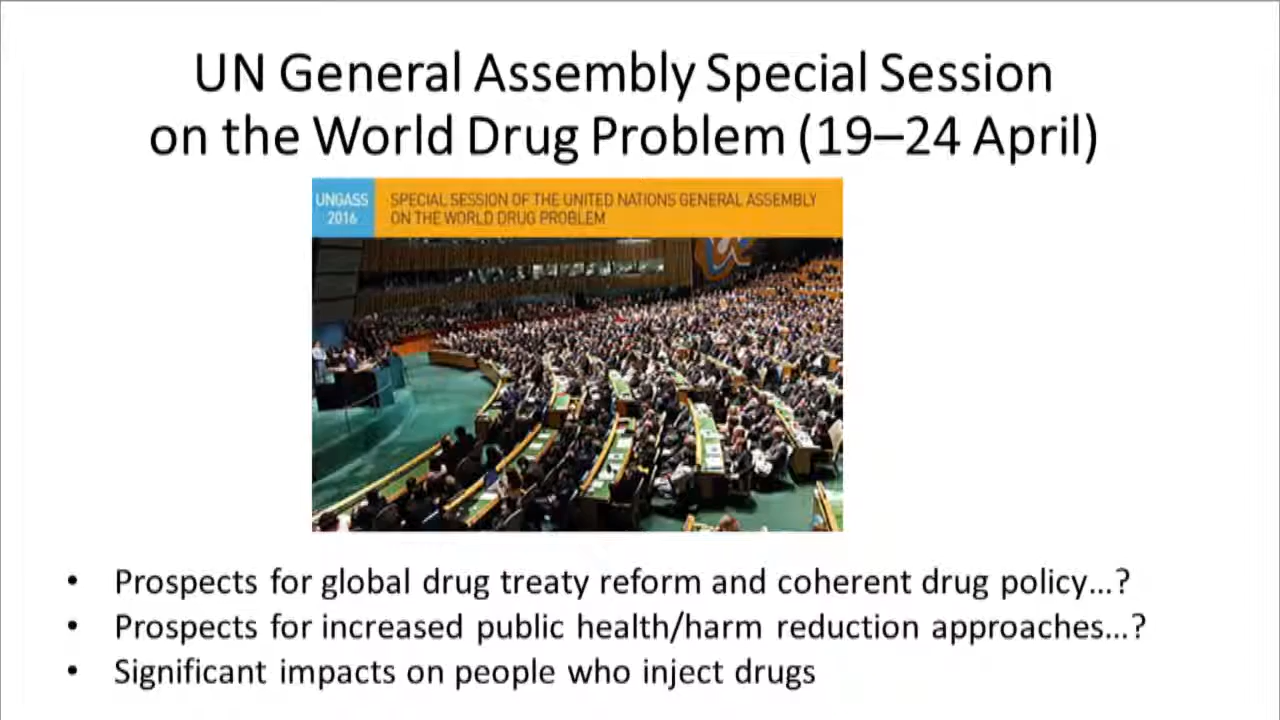 UN General Assembly Special Session
on the World Drug Problem (19–24 April)
UNGASS
2016
SPECIAL SESSION OF THE UNITED NATIONS GENERAL ASSEMBLY
ON THE WORLD DRUG PROBLEM
• Prospects for global drug treaty reform and coherent drug policy...?
• Prospects for increased public health/harm reduction approaches...?
• Significant impacts on people who inject drugs